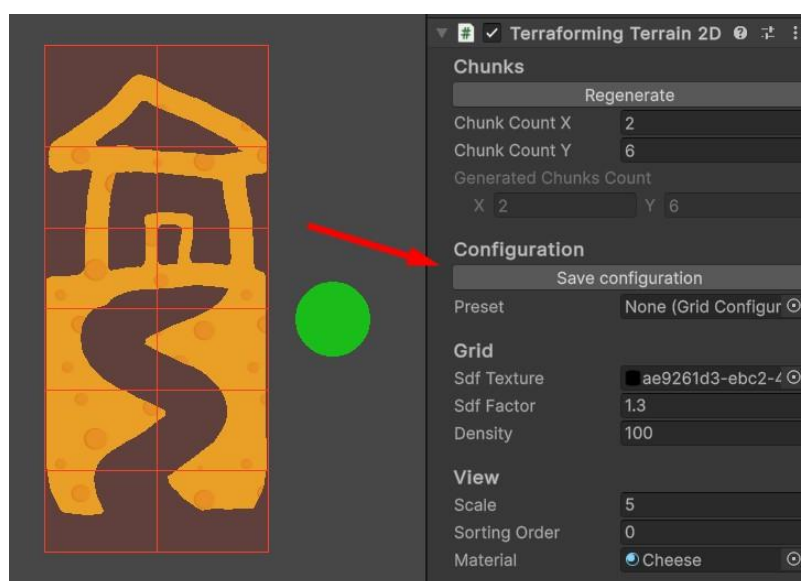 Terraforming Terrain 2D
Chunks
Regenerate
Chunk Count X 2
Chunk Count Y 6
Generated Chunks Count
X 2 Y 6
Configuration
Save configuration
Preset None (Grid Configur
Grid
Sdf Texture ae9261d3-ebc2-4
Sdf Factor 1.3
Density 100
View
Scale 5
Sorting Order 0
Material Cheese